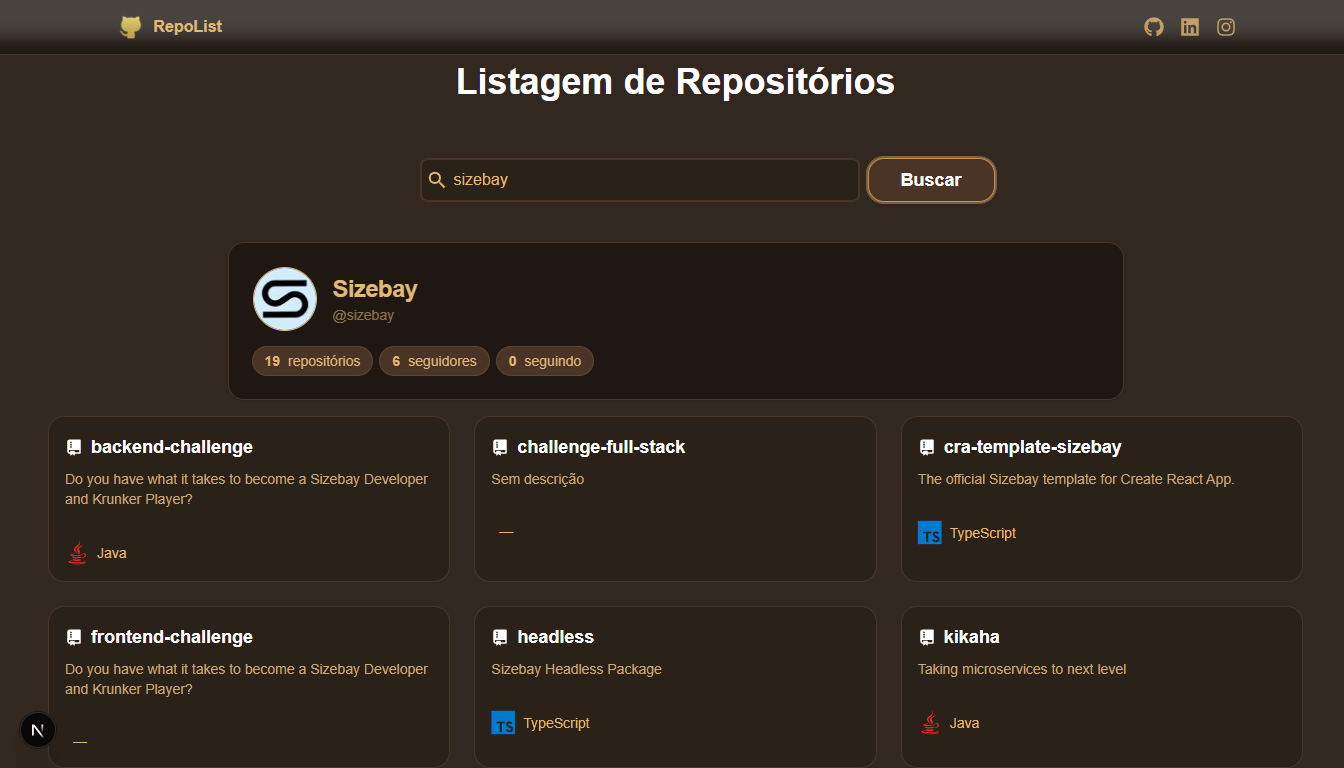 RepoList
Listagem de Repositórios
sizebay
Buscar
Sizebay
@sizebay
19 repositórios
6 seguidores
0 seguindo
backend-challenge
Do you have what it takes to become a Sizebay Developer
and Krunker Player?
Java
challenge-full-stack
Sem descrição
—
cra-template-sizebay
The official Sizebay template for Create React App.
TS TypeScript
frontend-challenge
Do you have what it takes to become a Sizebay Developer
and Krunker Player?
—
headless
Sizebay Headless Package
TS TypeScript
kikaha
Taking microservices to next level
Java
N